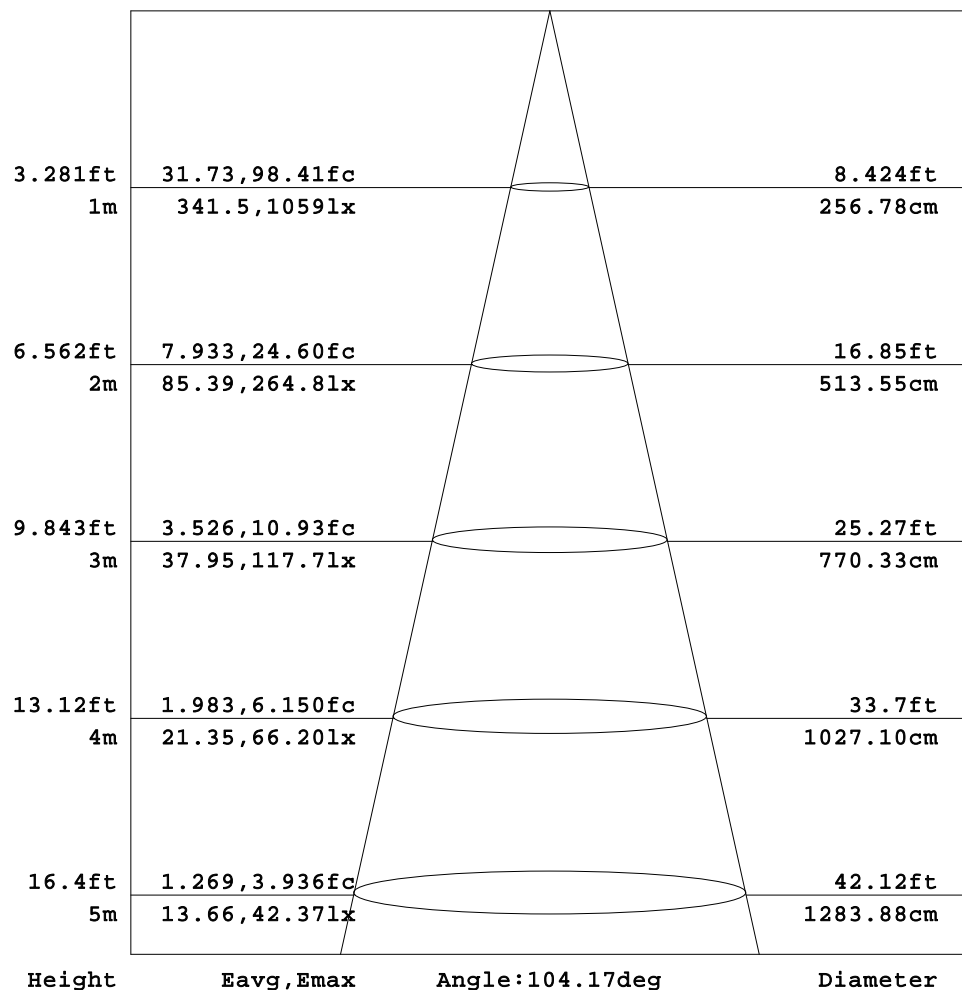 3.281ft 31.73,98.41fc 8.424ft
1m 341.5,1059lx 256.78cm
6.562ft 7.933,24.60fc 16.85ft
2m 85.39,264.8lx 513.55cm
9.843ft 3.526,10.93fc 25.27ft
3m 37.95,117.7lx 770.33cm
13.12ft 1.983,6.150fc 33.7ft
4m 21.35,66.20lx 1027.10cm
16.4ft 1.269,3.936fc 42.12ft
5m 13.66,42.37lx 1283.88cm
Height Eavg,Emax Angle:104.17deg Diameter